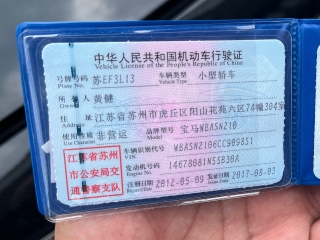 中华人民共和国机动车行驶证
Vehicle License of the People's Republic of China
号牌号码 苏EF3L13 车辆类型 小型轿车
Plate No. Vehicle Type
所有人 黄健
Owner
住址 江苏省苏州市虎丘区阳山花苑六区74幢304室
Address
使用性质 非营运 品牌型号 宝马WBASN210
Use Character Model
车辆识别代号
VIN
发动机号码 14678081N55B30A
Engine No.
注册日期 2012-05-09 发证日期 2017-08-03
Register Date Issue Date
江苏省苏州
市公安局交
通警察支队